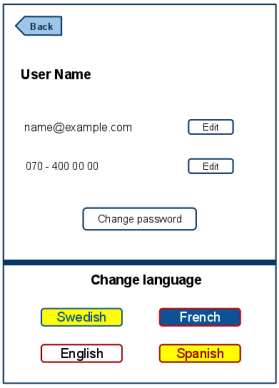 Back
User Name
name@example.com Edit
070 - 400 00 00 Edit
Change password
Change language
Swedish French
English Spanish